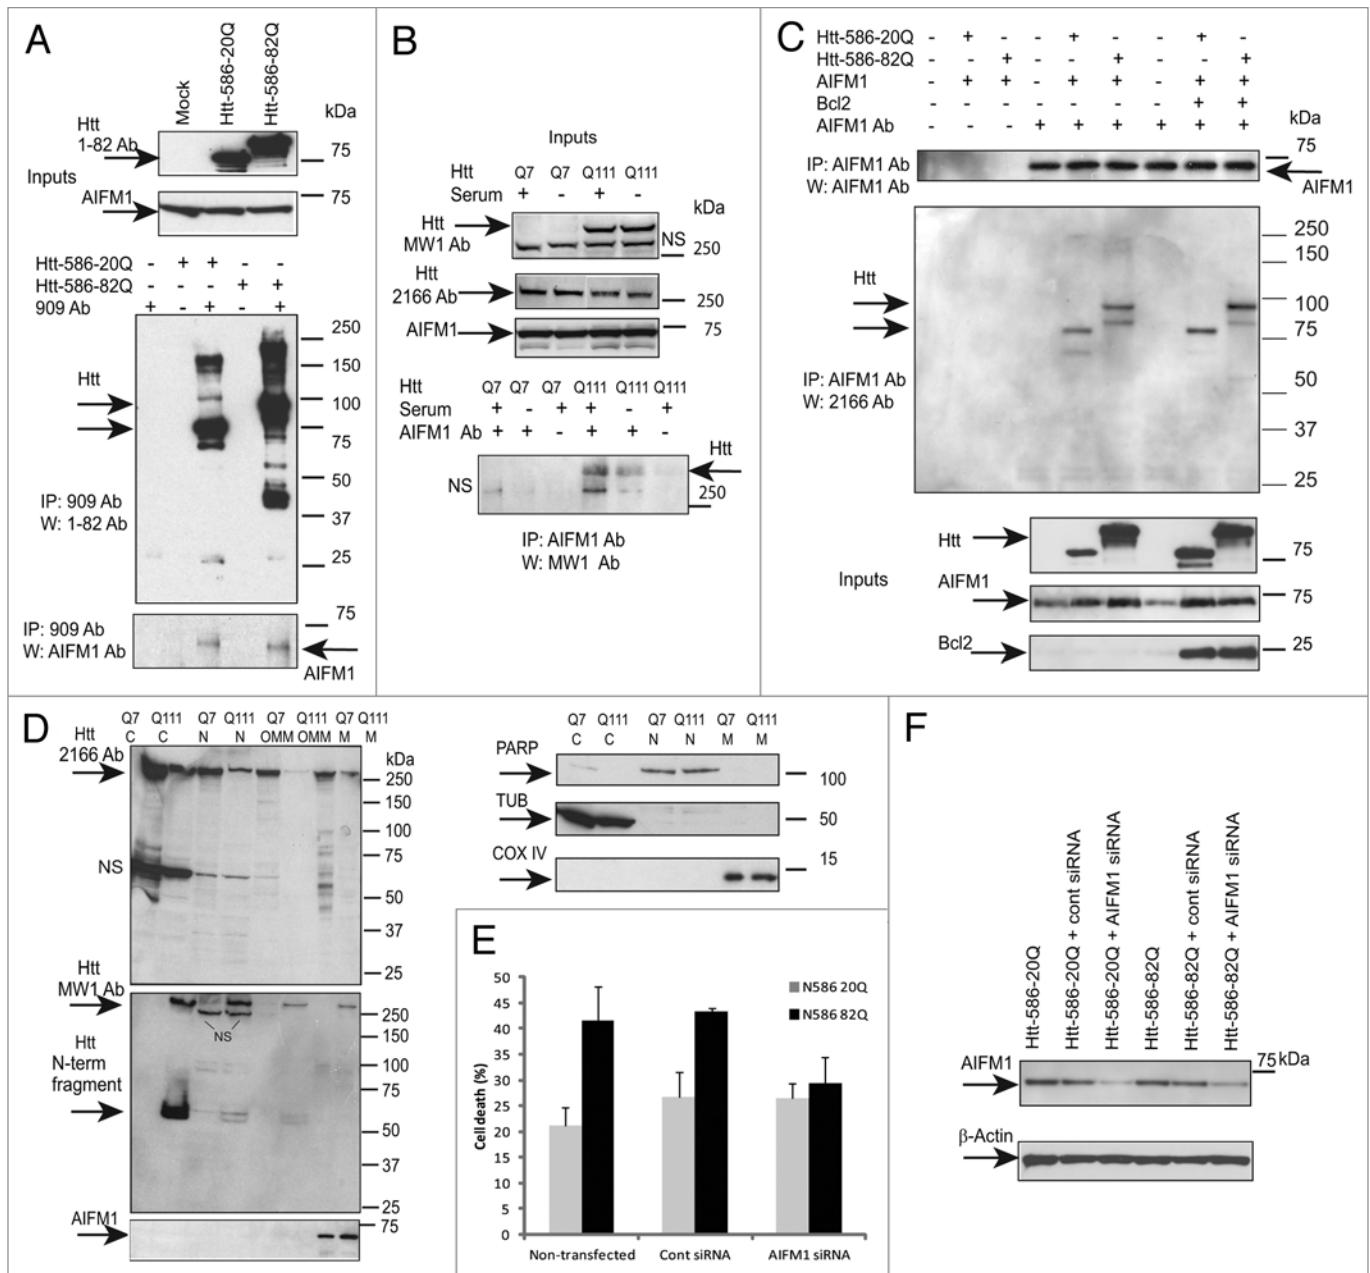 A
Mock
Htt-586-20Q
Htt-586-82Q
kDa
Htt
1-82 Ab
75
Inputs
AIFM1
75
Htt-586-20Q - + + - -
Htt-586-82Q - - - + +
909 Ab + - + - +
250
150
Htt
100
75
50
IP: 909 Ab
W: 1-82 Ab
37
25
75
IP: 909 Ab
W: AIFM1 Ab
AIFM1
B
Inputs
Htt Q7 Q7 Q111 Q111
Serum + - + -
kDa
Htt
MW1 Ab
NS
250
Htt
2166 Ab
250
AIFM1
75
Htt Q7 Q7 Q7 Q111 Q111 Q111
Serum + - + + - +
AIFM1 Ab + + - + + -
Htt
NS
250
IP: AIFM1 Ab
W: MW1 Ab
C
Htt-586-20Q - + - - + - - + -
Htt-586-82Q - - + - - + - - +
AIFM1 - + + - + + - + +
Bcl2 - - - - - - - + +
AIFM1 Ab - - - + + + + + +
kDa
75
IP: AIFM1 Ab
W: AIFM1 Ab
AIFM1
250
150
Htt
100
75
IP: AIFM1 Ab
W: 2166 Ab
50
37
25
Htt
75
Inputs
AIFM1
75
Bcl2
25
D
Q7 Q111 Q7 Q111 Q7 Q111 Q7 Q111
C C N N OMM OMM M M
Htt
2166 Ab
kDa
250
150
100
75
NS
50
37
25
Htt
MW1 Ab
250
NS
150
Htt
N-term
fragment
100
75
50
37
25
AIFM1
75
Q7 Q111 Q7 Q111 Q7 Q111
C C N N M M
PARP
100
TUB
50
COX IV
15
E
Cell death (%)
50
45
40
35
30
25
20
15
10
5
0
N586 20Q
N586 82Q
Non-transfected Cont siRNA AIFM1 siRNA
F
Htt-586-20Q
Htt-586-20Q + cont siRNA
Htt-586-20Q + AIFM1 siRNA
Htt-586-82Q
Htt-586-82Q + cont siRNA
Htt-586-82Q + AIFM1 siRNA
AIFM1
75 kDa
β-Actin